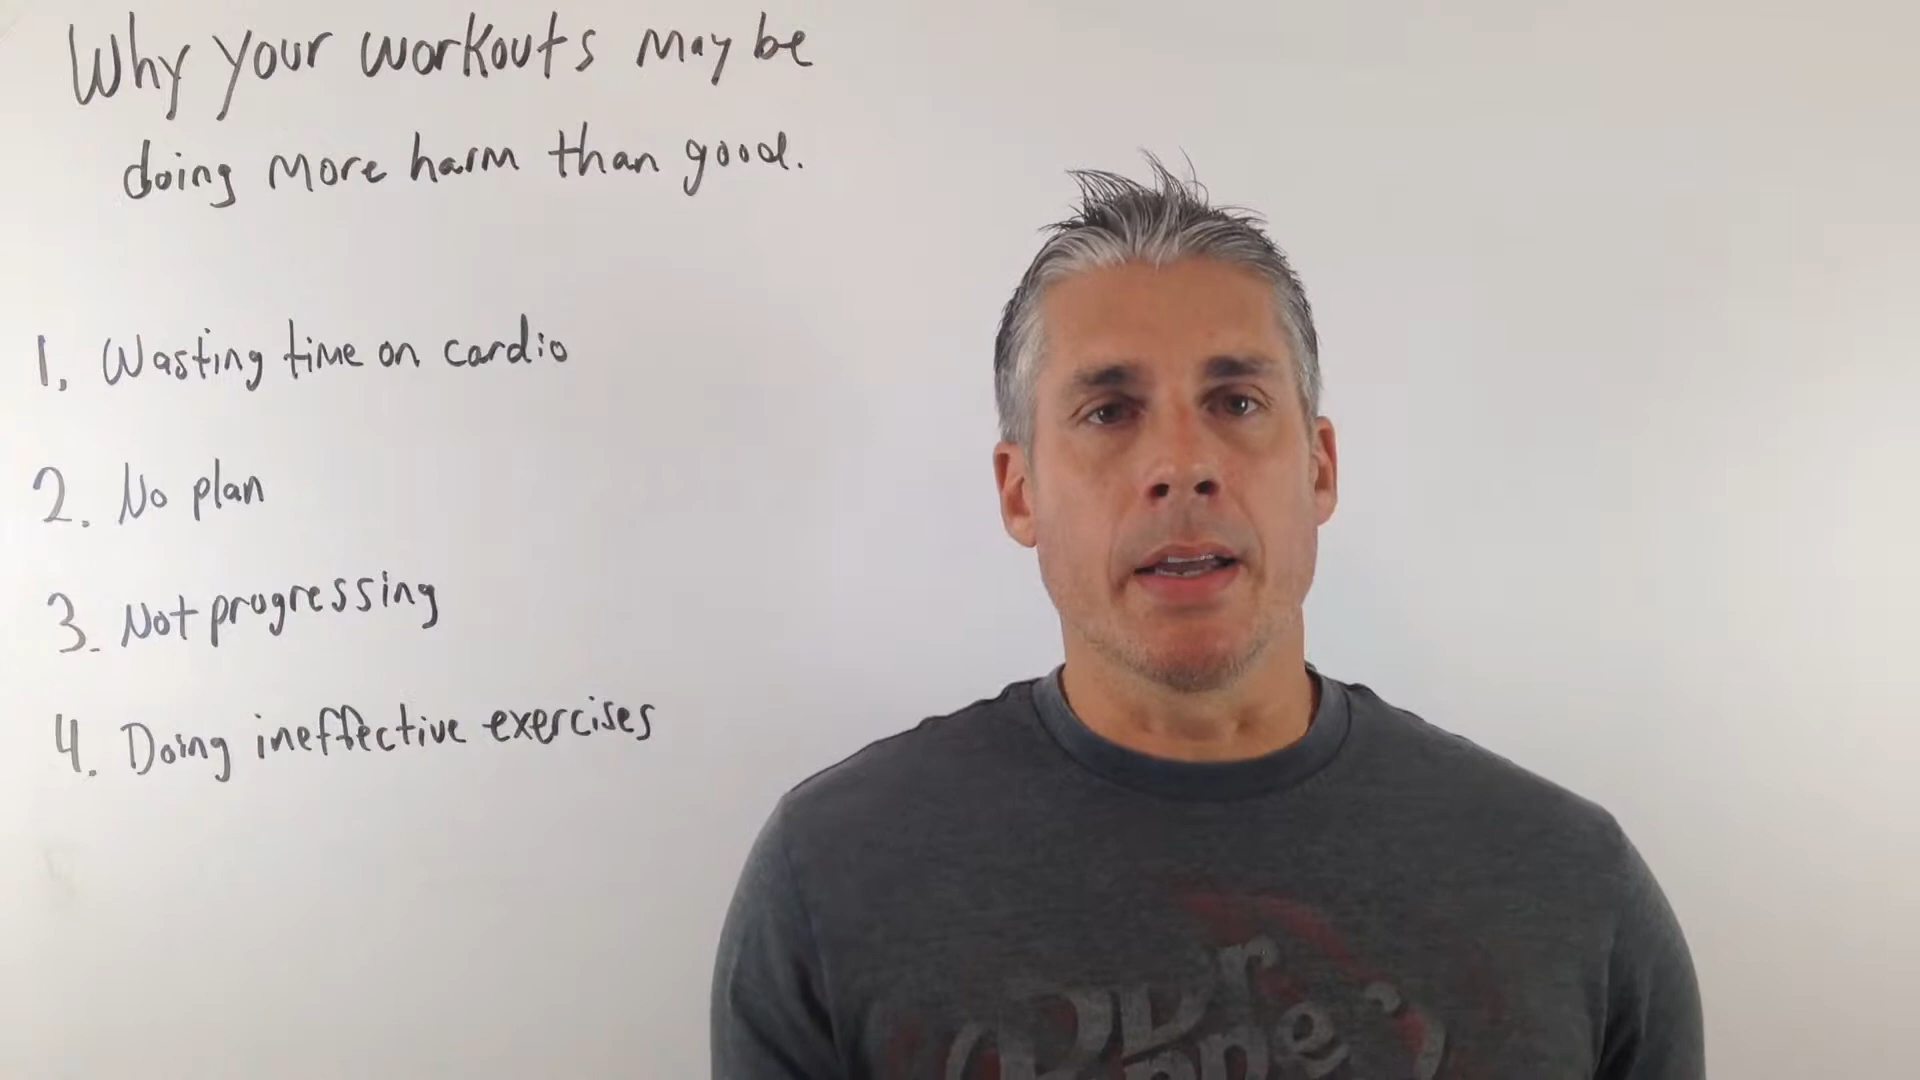 Why your workouts may be
doing more harm than good.
1. Wasting time on cardio
2. No plan
3. Not progressing
4. Doing ineffective exercises
Dr